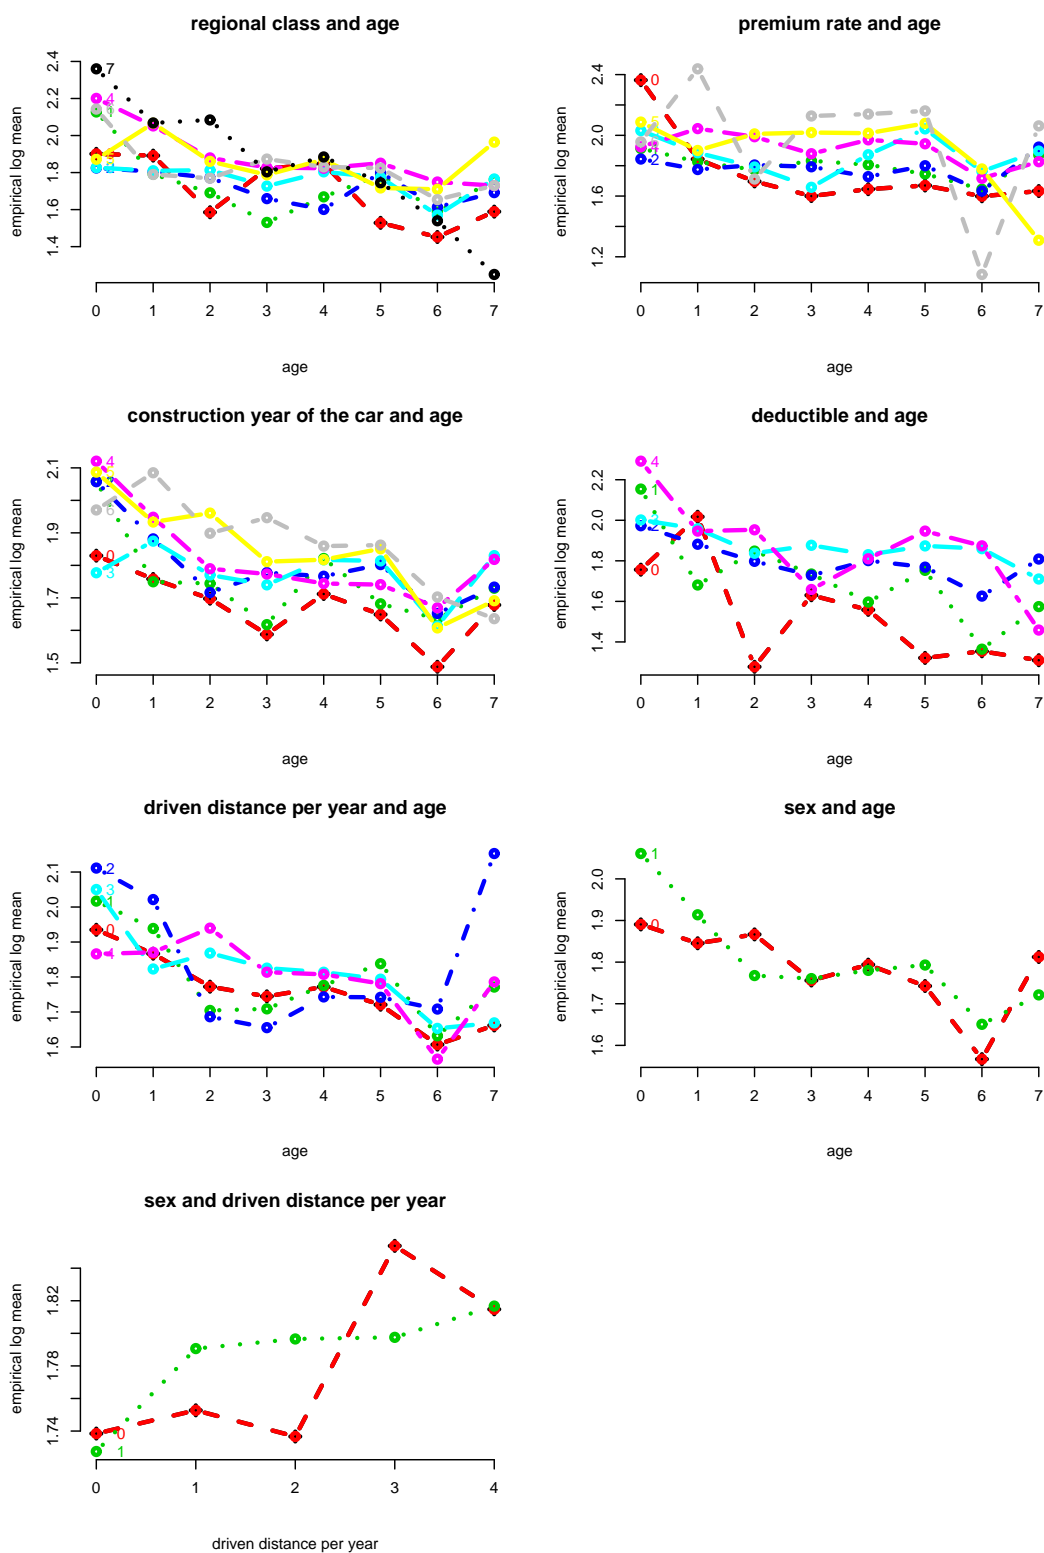 regional class and age
empirical log mean
2.4
2.2
2.0
1.8
1.6
1.4
7
4
0
0 1 2 3 4 5 6 7
age
premium rate and age
empirical log mean
2.4
2.0
1.6
1.2
0
5
2
0 1 2 3 4 5 6 7
age
construction year of the car and age
empirical log mean
2.1
1.9
1.7
1.5
4
6
0
3
0 1 2 3 4 5 6 7
age
deductible and age
empirical log mean
2.2
2.0
1.8
1.6
1.4
4
1
3
2
0
0 1 2 3 4 5 6 7
age
driven distance per year and age
empirical log mean
2.1
2.0
1.9
1.8
1.7
1.6
2
3
1
0
4
0 1 2 3 4 5 6 7
age
sex and age
empirical log mean
2.0
1.9
1.8
1.7
1.6
1
0
0 1 2 3 4 5 6 7
age
sex and driven distance per year
empirical log mean
1.82
1.78
1.74
0
1
0 1 2 3 4
driven distance per year